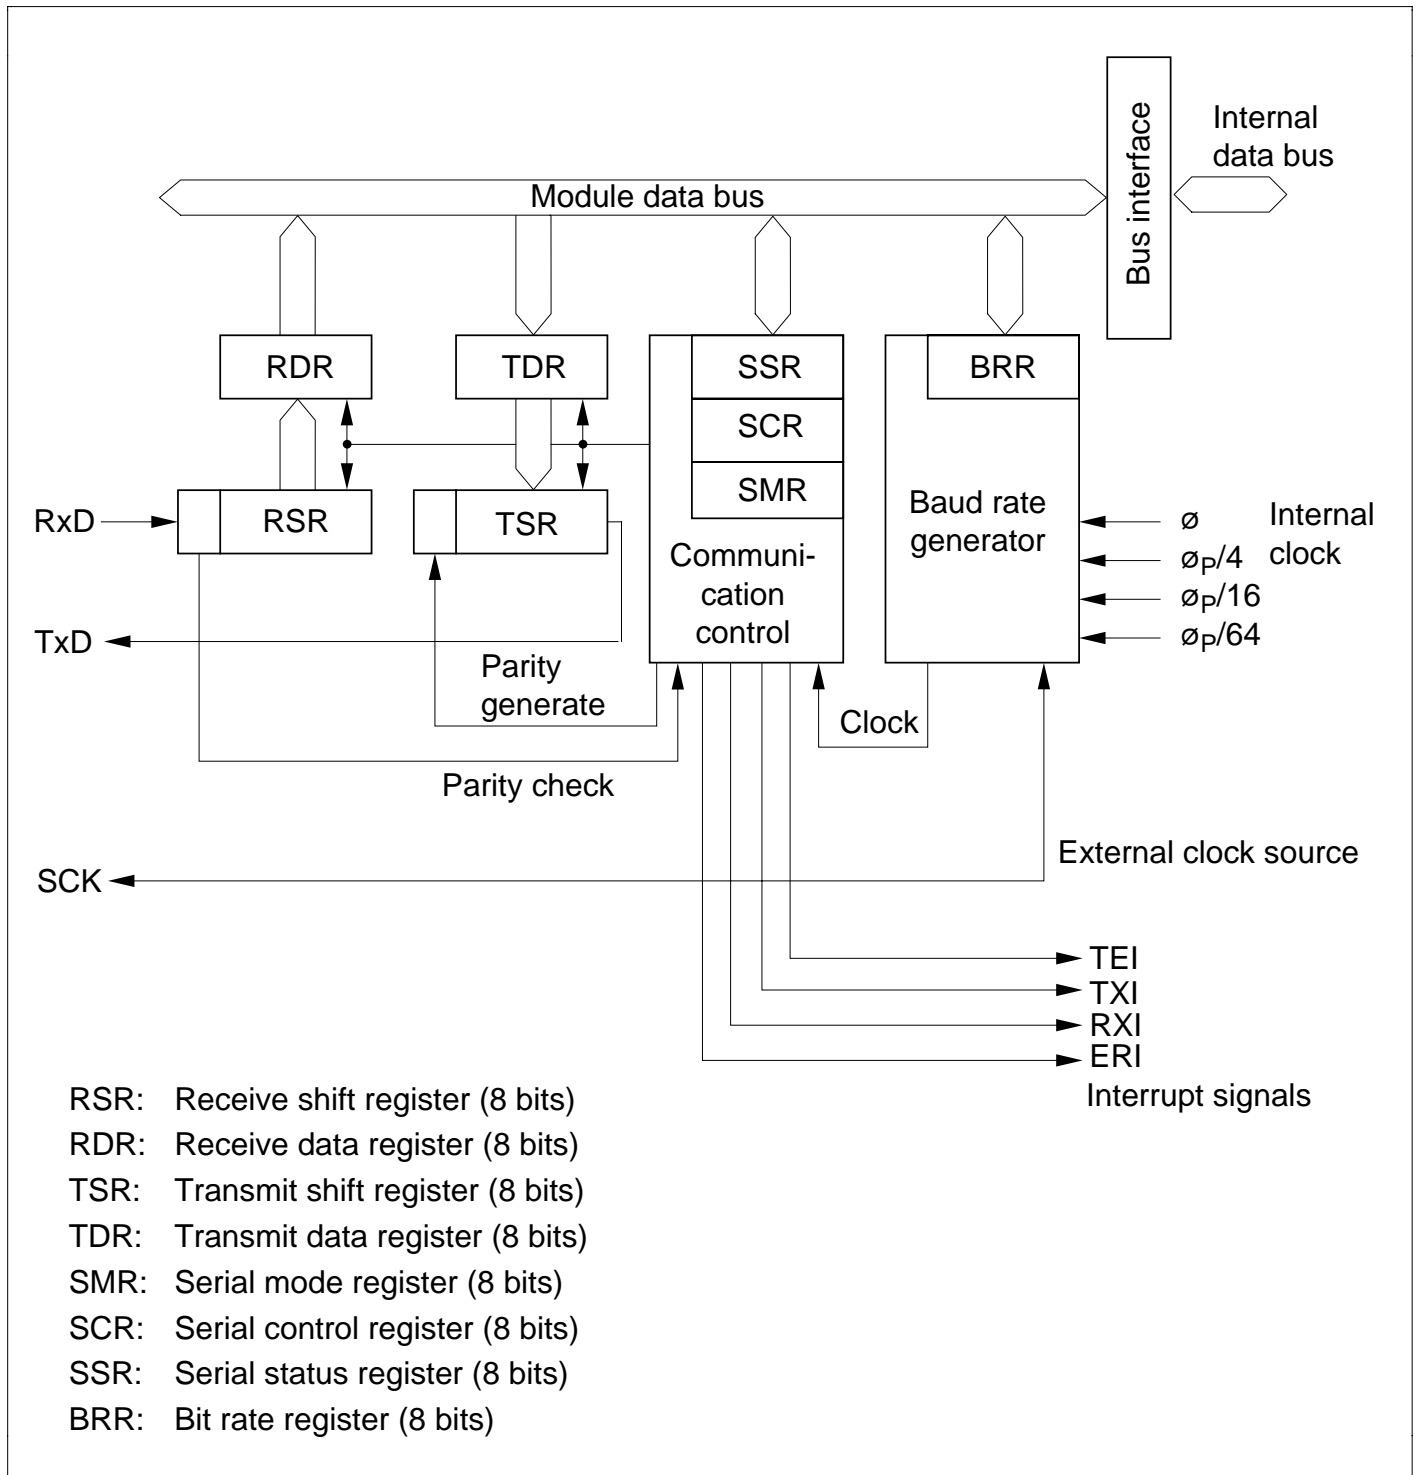 Internal
data bus
Bus interface
Module data bus
RDR
TDR
SSR
BRR
SCR
SMR
RxD
RSR
TSR
Baud rate
generator
ø
Internal
clock
øP/4
øP/16
øP/64
Communi-
cation
control
TxD
Parity
generate
Clock
Parity check
External clock source
SCK
TEI
TXI
RXI
ERI
Interrupt signals
RSR: Receive shift register (8 bits)
RDR: Receive data register (8 bits)
TSR: Transmit shift register (8 bits)
TDR: Transmit data register (8 bits)
SMR: Serial mode register (8 bits)
SCR: Serial control register (8 bits)
SSR: Serial status register (8 bits)
BRR: Bit rate register (8 bits)